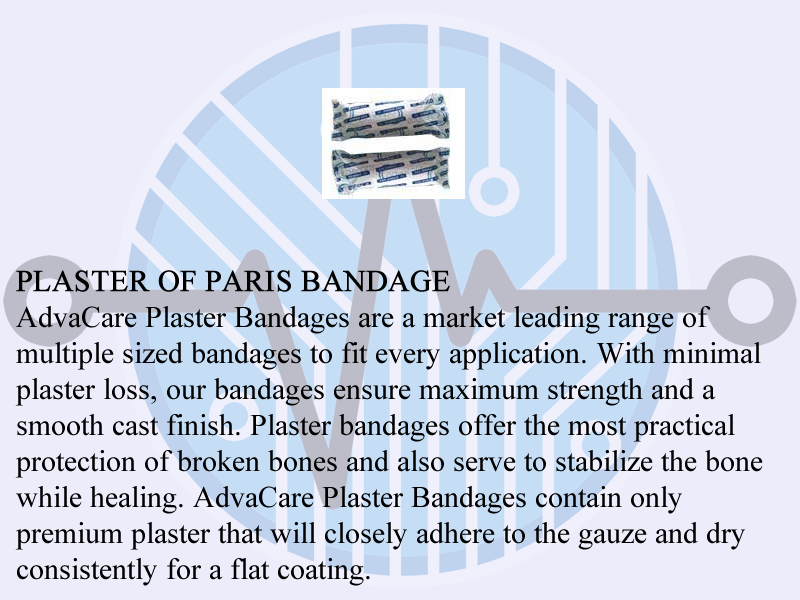 PLASTER OF PARIS BANDAGE
AdvaCare Plaster Bandages are a market leading range of
multiple sized bandages to fit every application. With minimal
plaster loss, our bandages ensure maximum strength and a
smooth cast finish. Plaster bandages offer the most practical
protection of broken bones and also serve to stabilize the bone
while healing. AdvaCare Plaster Bandages contain only
premium plaster that will closely adhere to the gauze and dry
consistently for a flat coating.